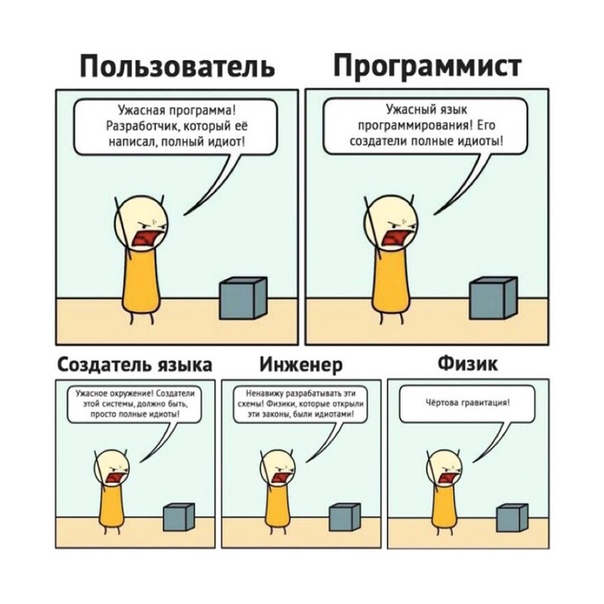 Пользователь
Ужасная программа!
Разработчик, который её
написал, полный идиот!
Программист
Ужасный язык
программирования! Его
создатели полные идиоты!
Создатель языка
Ужасное окружение! Создатели
этой системы, должно быть,
просто полные идиоты!
Инженер
Ненавижу разрабатывать эти
схемы! Физики, которые открыли
эти законы, были идиотами!
Физик
Чёртова гравитация!